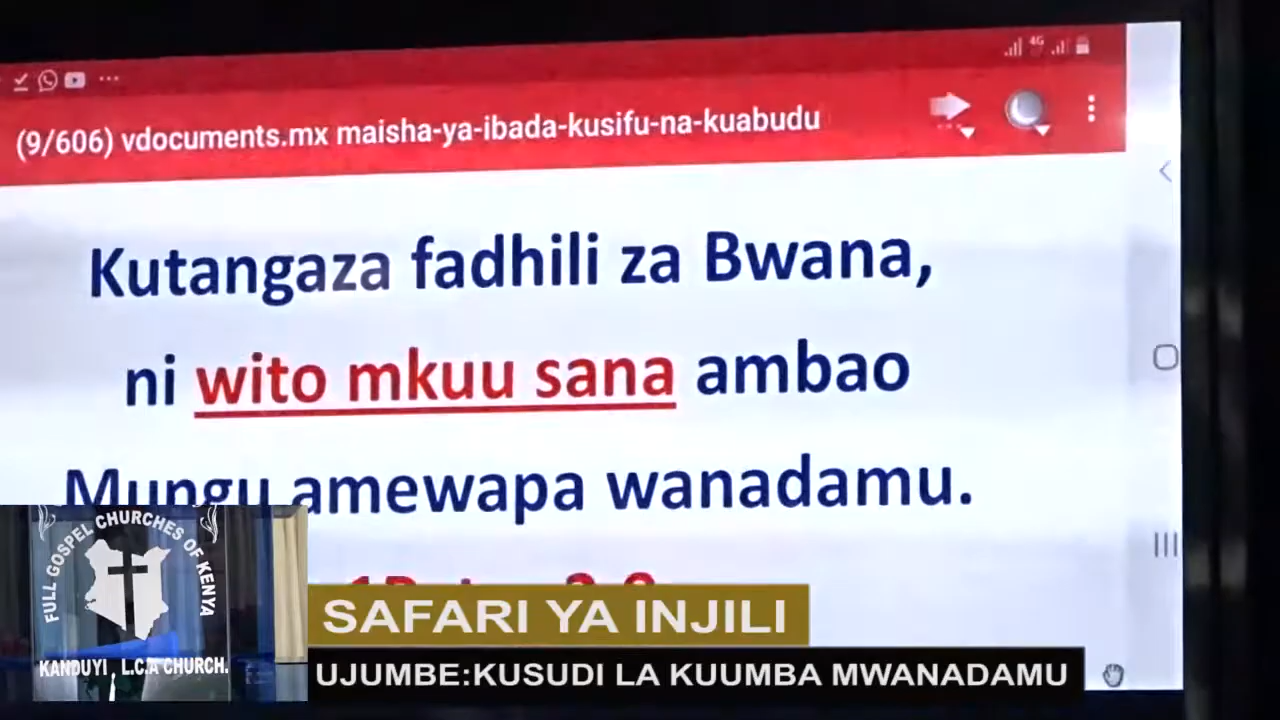 (9/606) vdocuments.mx maisha-ya-ibada-kusifu-na-kuabudu
4G
Kutangaza fadhili za Bwana,
ni wito mkuu sana ambao
Mungu amewapa wanadamu.
FULL GOSPEL CHURCHES OF KENYA
KANDUYI L.C.A CHURCH.
SAFARI YA INJILI
UJUMBE:KUSUDI LA KUUMBA MWANADAMU